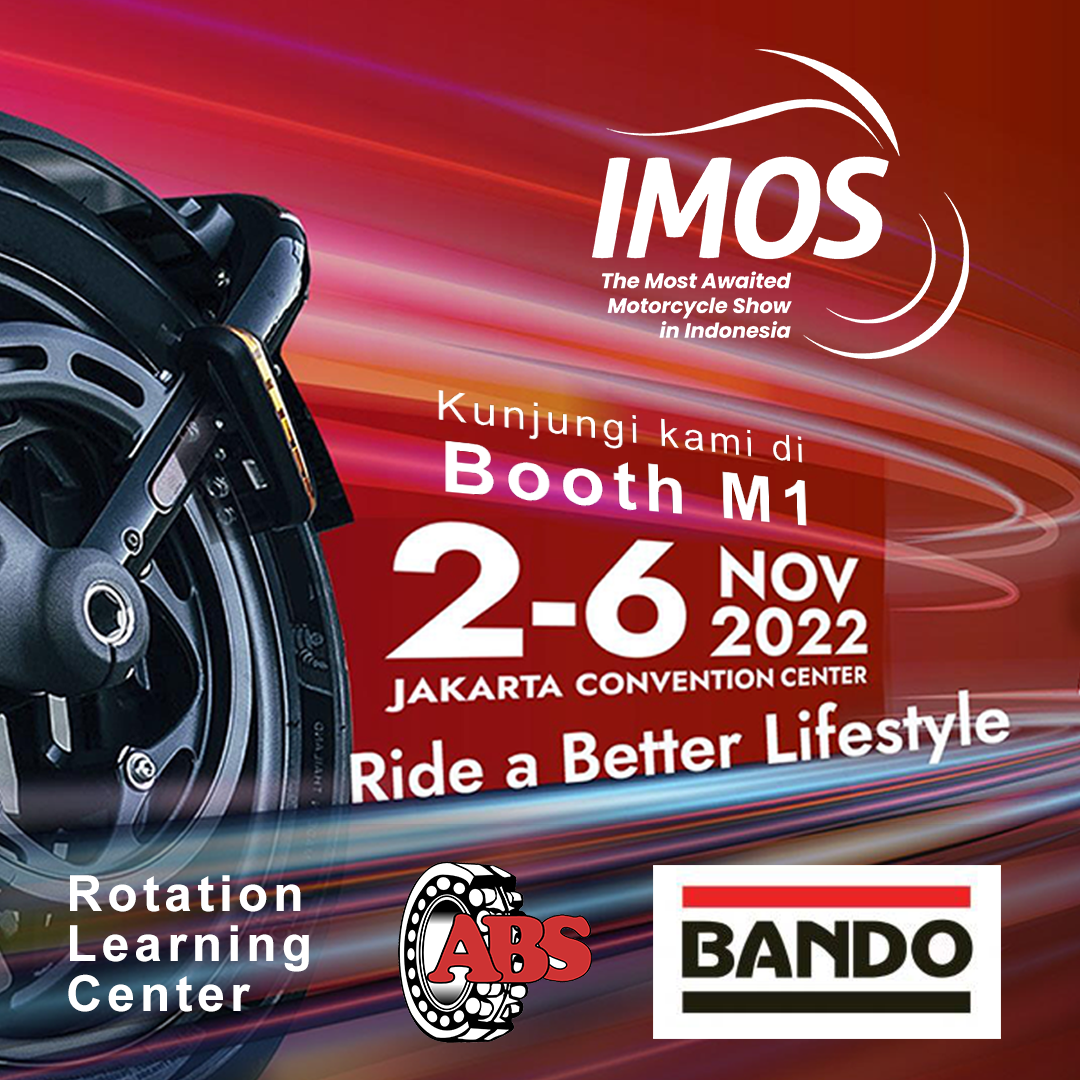 IMOS
The Most Awaited
Motorcycle Show
in Indonesia
Kunjungi kami di
Booth M1
2-6 NOV 2022
JAKARTA CONVENTION CENTER
Ride a Better Lifestyle
Rotation
Learning
Center
ABS
BANDO